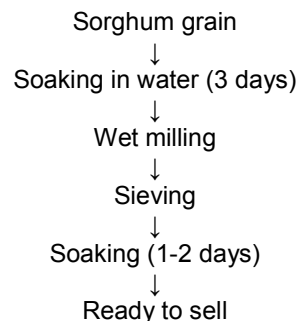 Sorghum grain
↓
Soaking in water (3 days)
↓
Wet milling
↓
Sieving
↓
Soaking (1-2 days)
↓
Ready to sell